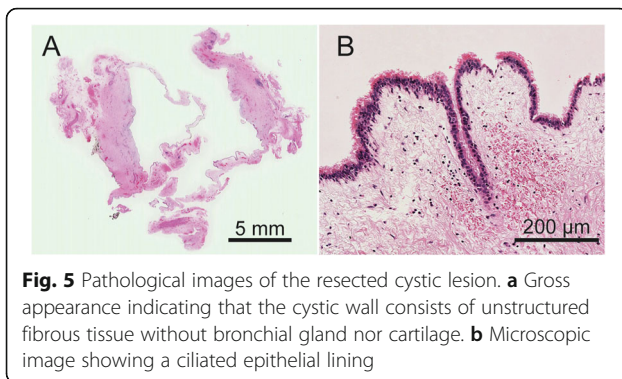 A
B
5 mm
200 µm
Fig. 5 Pathological images of the resected cystic lesion. a Gross
appearance indicating that the cystic wall consists of unstructured
fibrous tissue without bronchial gland nor cartilage. b Microscopic
image showing a ciliated epithelial lining